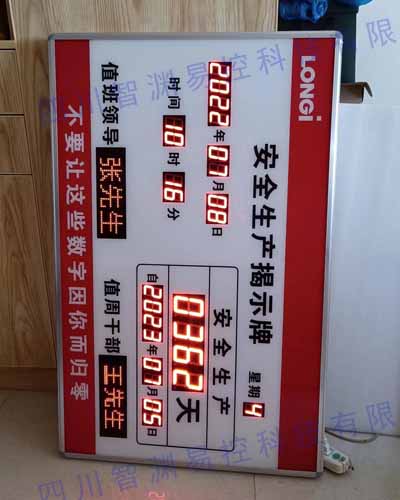 LONGi
安全生产揭示牌
2022年07月08日 星期4
时间10时16分
安全生产
0362天
自2023年07月05日
值班领导 张先生 值周干部 王先生
不要让这些数字因你而归零
四川智渊易控科技有限
四川智渊易控科技有限